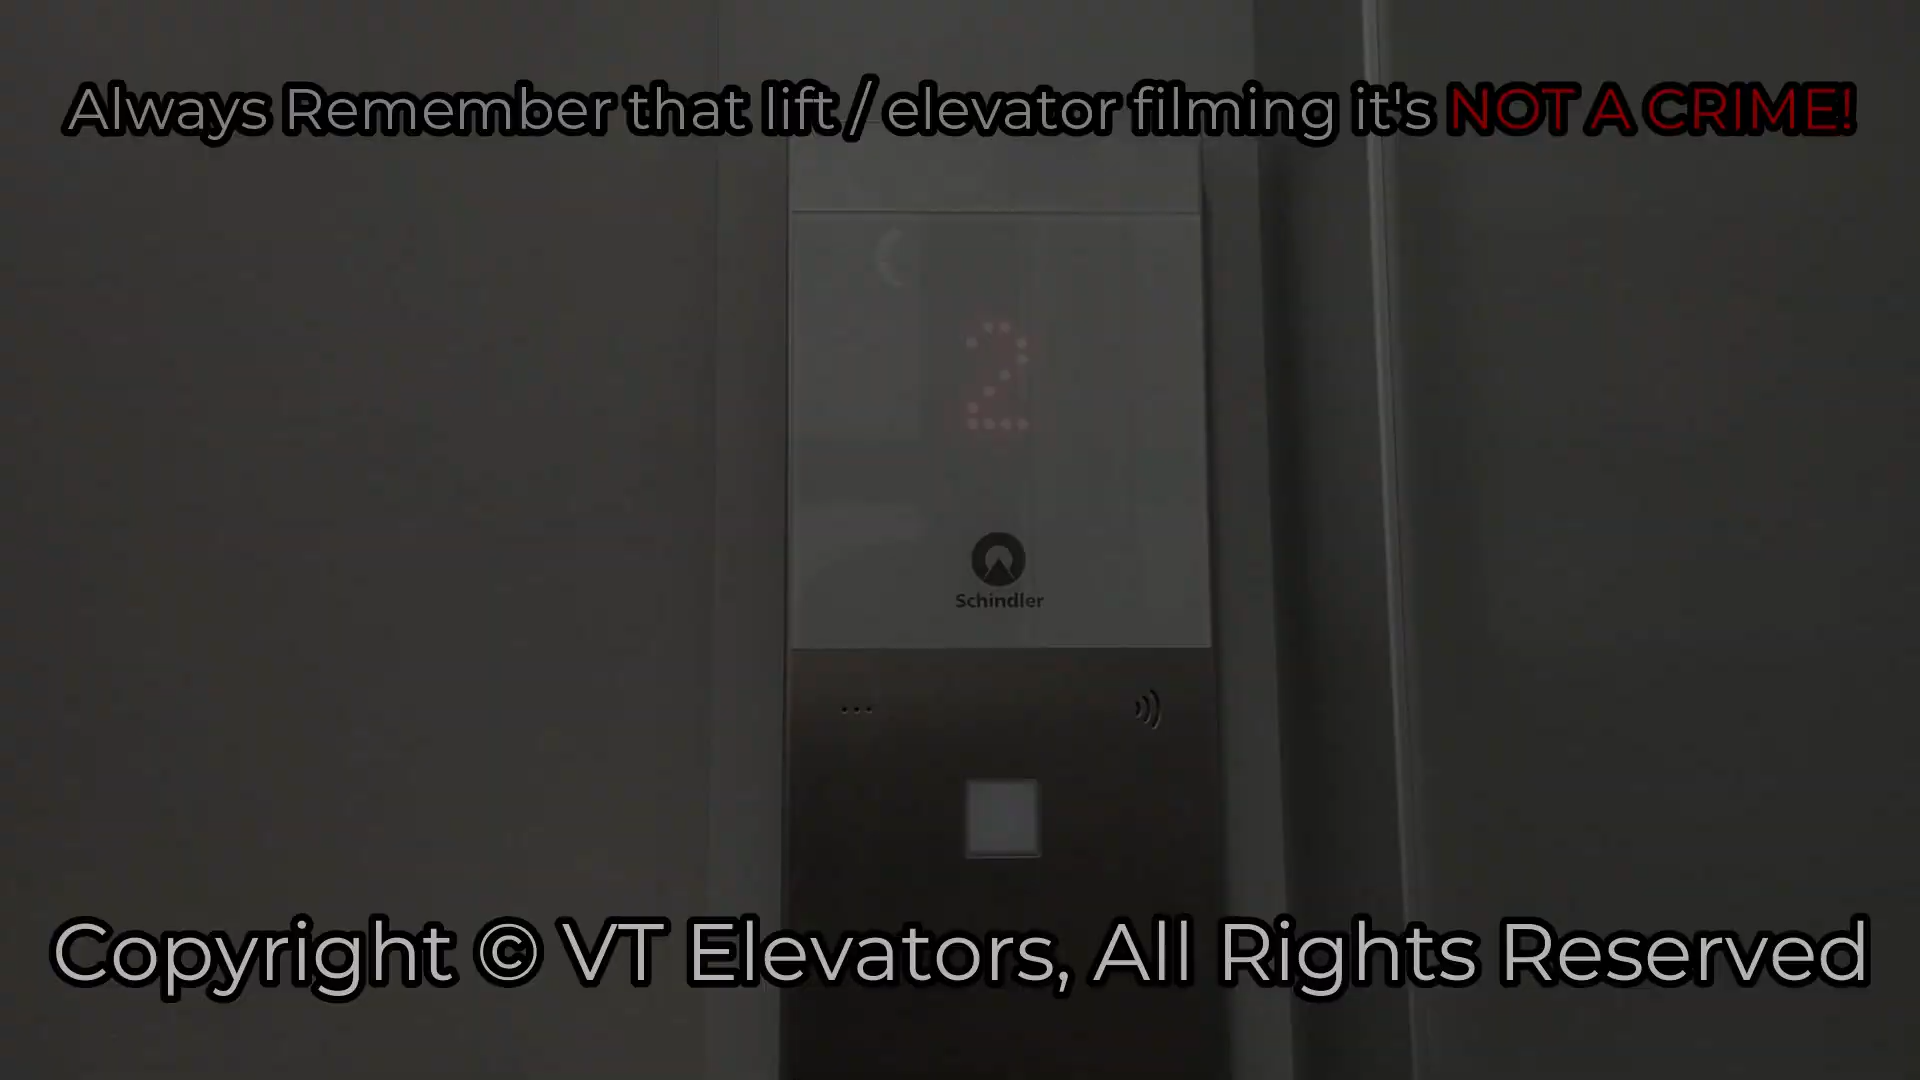 Always Remember that lift / elevator filming it's NOT A CRIME!
2
Schindler
Copyright © VT Elevators, All Rights Reserved